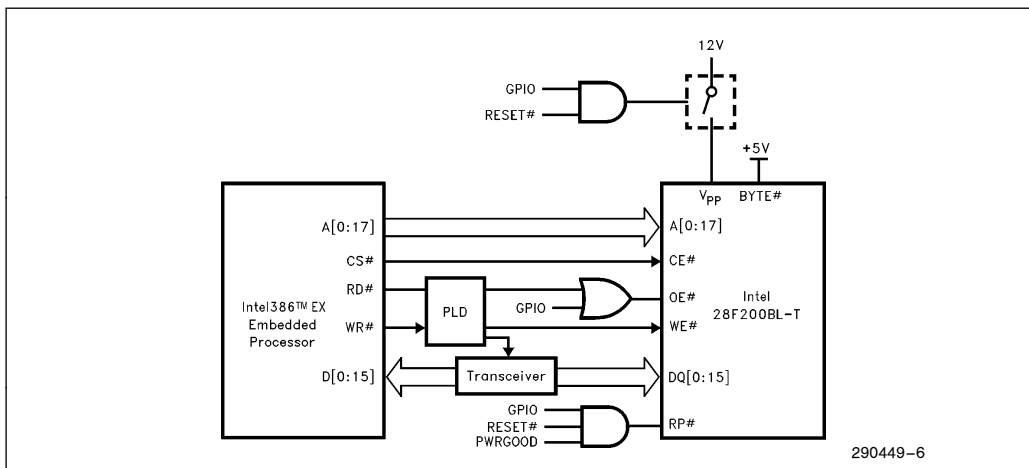 12V
GPIO
RESET#
+5V
VPP BYTE#
A[0:17] A[0:17]
CS# CE#
RD# PLD GPIO OE#
Intel386™ EX
Embedded
Processor
Intel
28F200BL-T
WR# WE#
D[0:15] Transceiver DQ[0:15]
GPIO
RESET#
PWRGOOD
RP#
290449-6